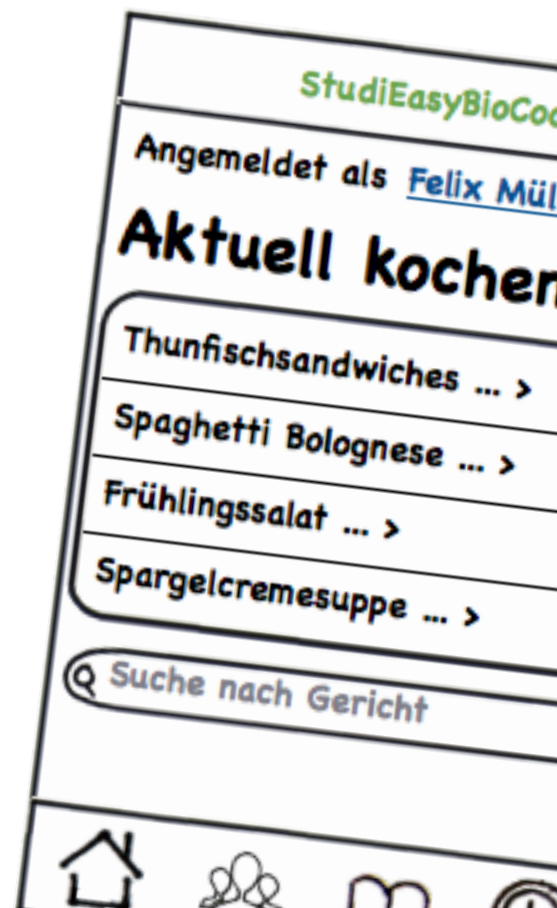 StudiEasyBioCoo
Angemeldet als Felix Mül
Aktuell kochen
Thunfischsandwiches ... >
Spaghetti Bolognese ... >
Frühlingssalat ... >
Spargelcremesuppe ... >
Suche nach Gericht